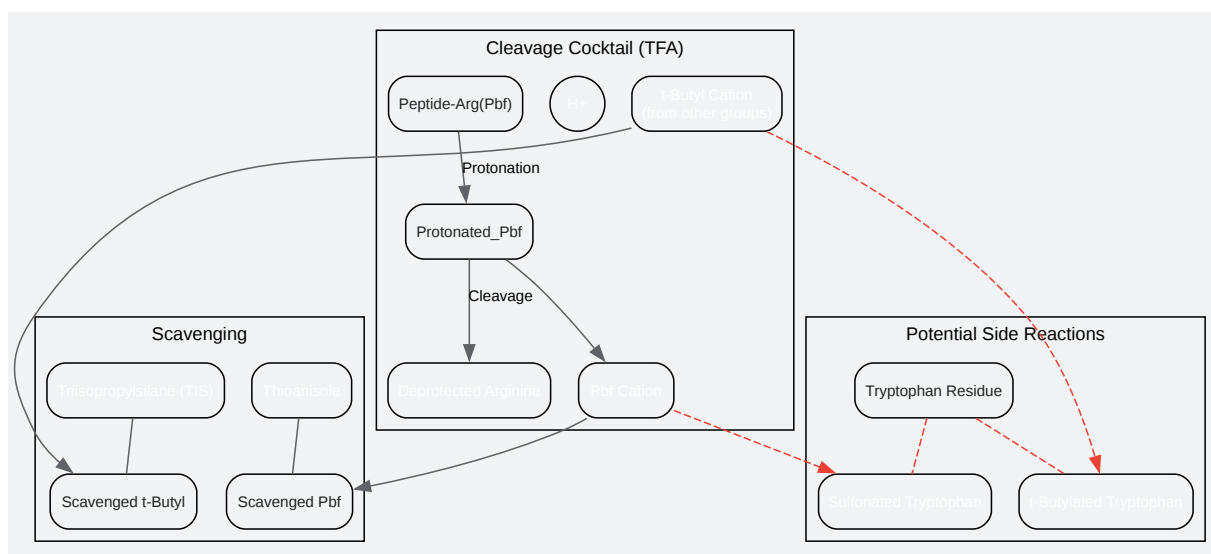 Cleavage Cocktail (TFA)
Peptide-Arg(Pbf)
H+
t-Butyl Cation
(from other groups)
Protonation
Protonated_Pbf
Cleavage
Deprotected Arginine
Pbf Cation
Scavenging
Triisopropylsilane (TIS)
Thioanisole
Scavenged t-Butyl
Scavenged Pbf
Potential Side Reactions
Tryptophan Residue
Sulfonated Tryptophan
t-Butylated Tryptophan